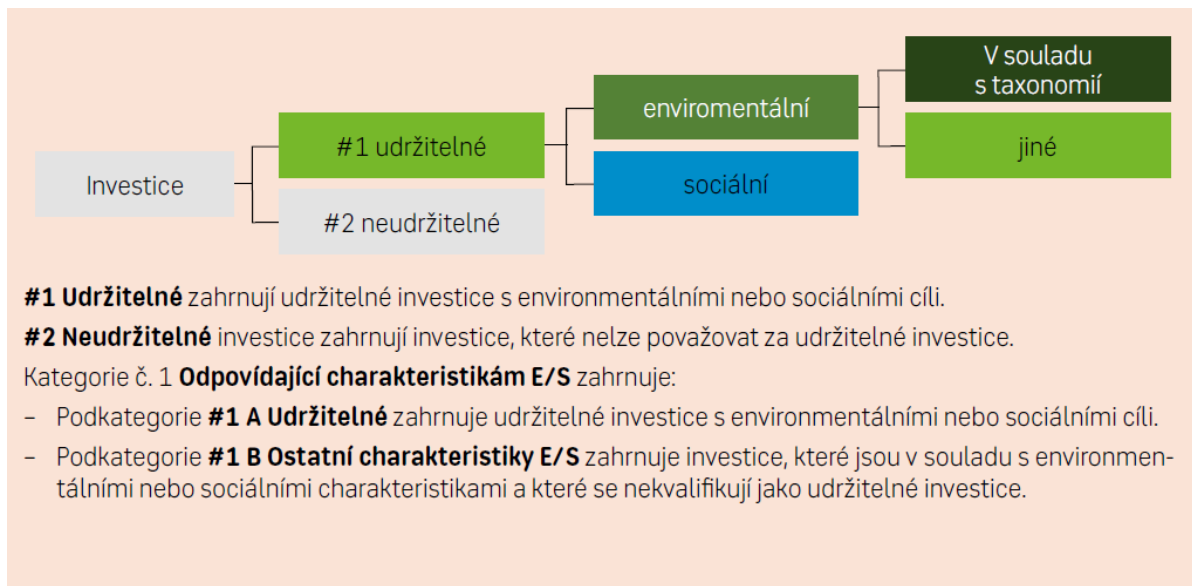 V souladu
s taxonomií
enviromentální
#1 udržitelné
jiné
Investice
sociální
#2 neudržitelné
#1 Udržitelné zahrnují udržitelné investice s environmentálními nebo sociálními cíli.
#2 Neudržitelné investice zahrnují investice, které nelze považovat za udržitelné investice.
Kategorie č. 1 Odpovídající charakteristikám E/S zahrnuje:
– Podkategorie #1 A Udržitelné zahrnuje udržitelné investice s environmentálními nebo sociálními cíli.
– Podkategorie #1 B Ostatní charakteristiky E/S zahrnuje investice, které jsou v souladu s environmen-
tálními nebo sociálními charakteristikami a které se nekvalifikují jako udržitelné investice.